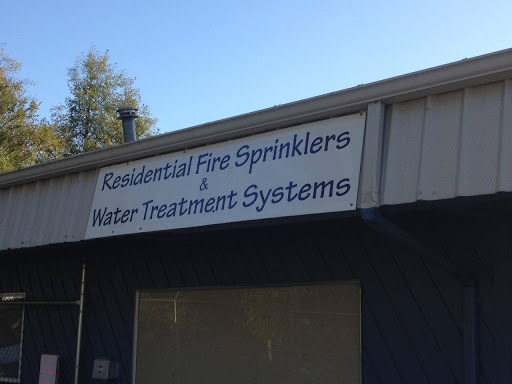 Residential Fire Sprinklers
&
Water Treatment Systems